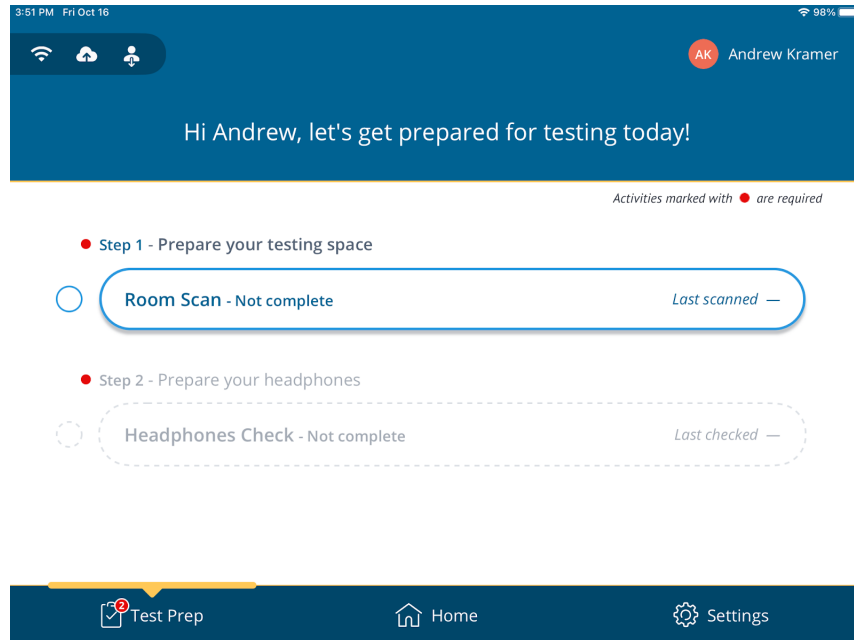 3:51 PM Fri Oct 16 98%
AK Andrew Kramer
Hi Andrew, let's get prepared for testing today!
Activities marked with ● are required
Step 1 - Prepare your testing space
Room Scan - Not complete Last scanned —
Step 2 - Prepare your headphones
Headphones Check - Not complete Last checked —
2
Test Prep Home Settings